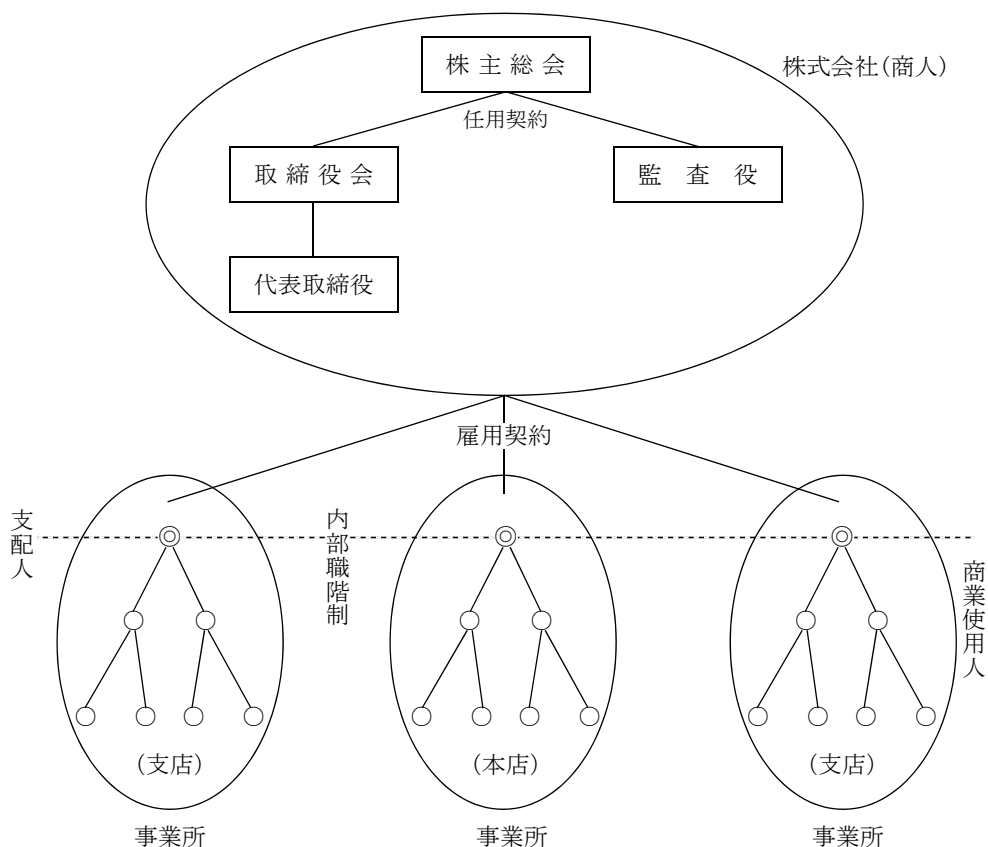 株主総会
株式会社(商人)
任用契約
取締役会
監査役
代表取締役
雇用契約
支配人
内部職階制
商業使用人
(支店)
(本店)
(支店)
事業所
事業所
事業所